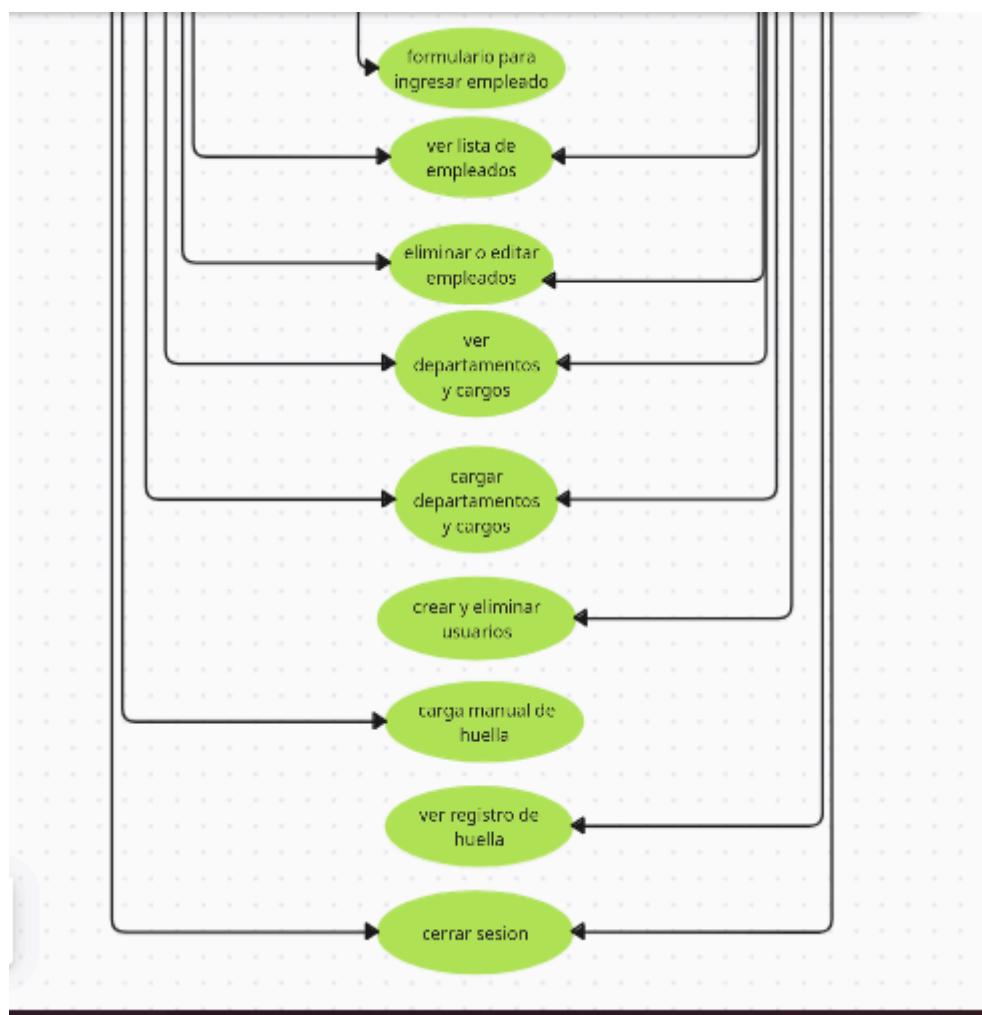 formulario para
ingresar empleado
ver lista de
empleados
eliminar o editar
empleados
ver
departamentos
y cargos
cargar
departamentos
y cargos
crear y eliminar
usuarios
carga manual de
huella
ver registro de
huella
cerrar sesion